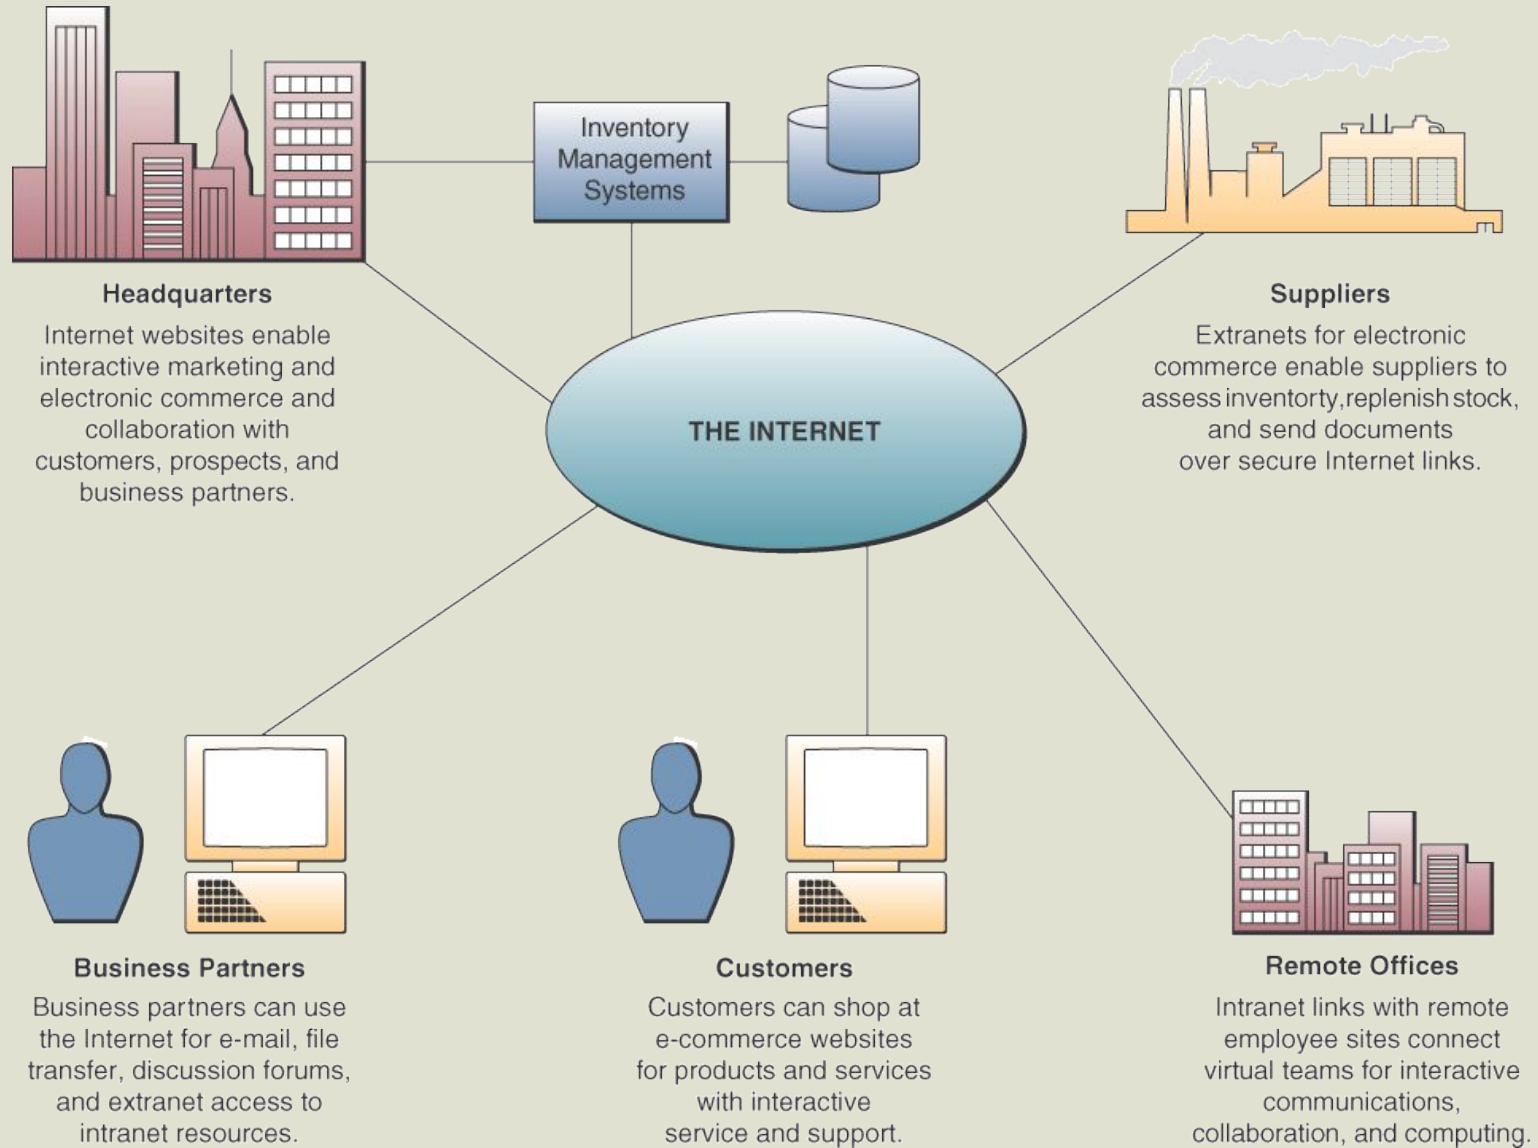 Inventory
Management
Systems
Headquarters
Internet websites enable
interactive marketing and
electronic commerce and
collaboration with
customers, prospects, and
business partners.
Suppliers
Extranets for electronic
commerce enable suppliers to
assess inventorty, replenish stock,
and send documents
over secure Internet links.
THE INTERNET
Business Partners
Business partners can use
the Internet for e-mail, file
transfer, discussion forums,
and extranet access to
intranet resources.
Customers
Customers can shop at
e-commerce websites
for products and services
with interactive
service and support.
Remote Offices
Intranet links with remote
employee sites connect
virtual teams for interactive
communications,
collaboration, and computing.